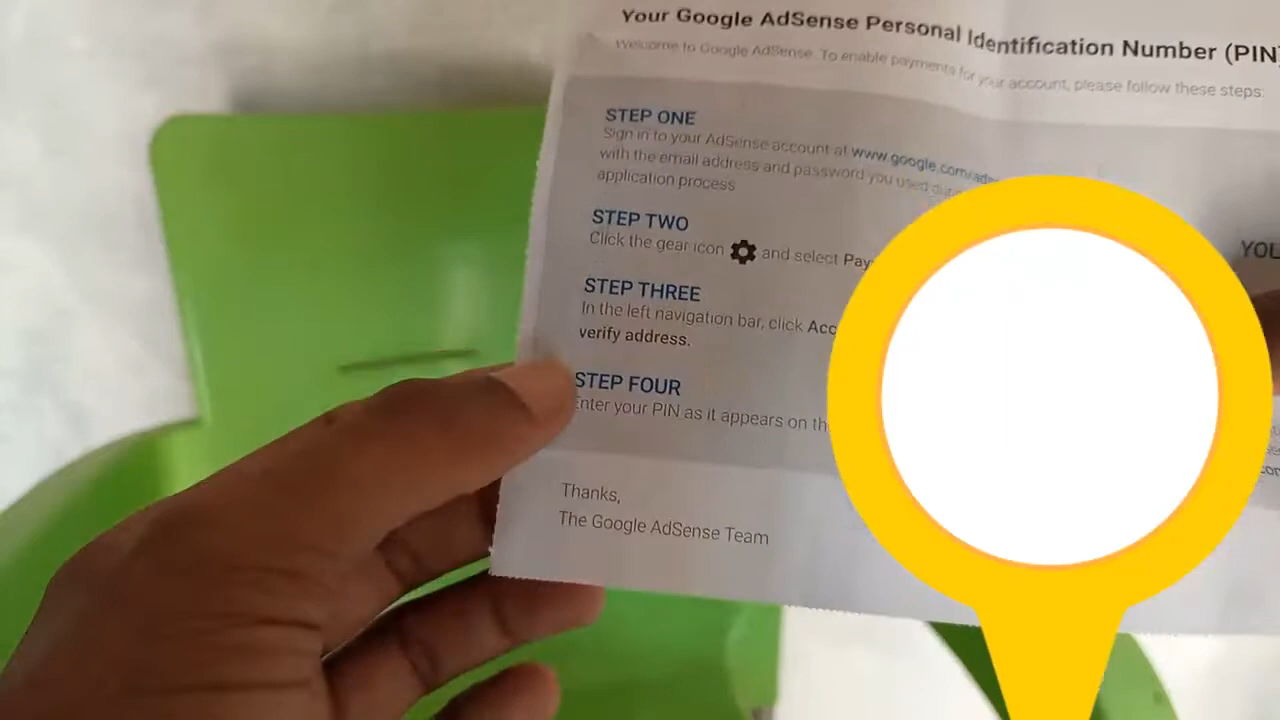 Your Google AdSense Personal Identification Number (PIN)
Welcome to Google AdSense. To enable payments for your account, please follow these steps:
STEP ONE
Sign in to your AdSense account at www.google.com/ads
with the email address and password you used during
application process
STEP TWO
Click the gear icon and select Pay
STEP THREE
In the left navigation bar, click Acc
verify address.
STEP FOUR
Enter your PIN as it appears on th
Thanks,
The Google AdSense Team
YOU